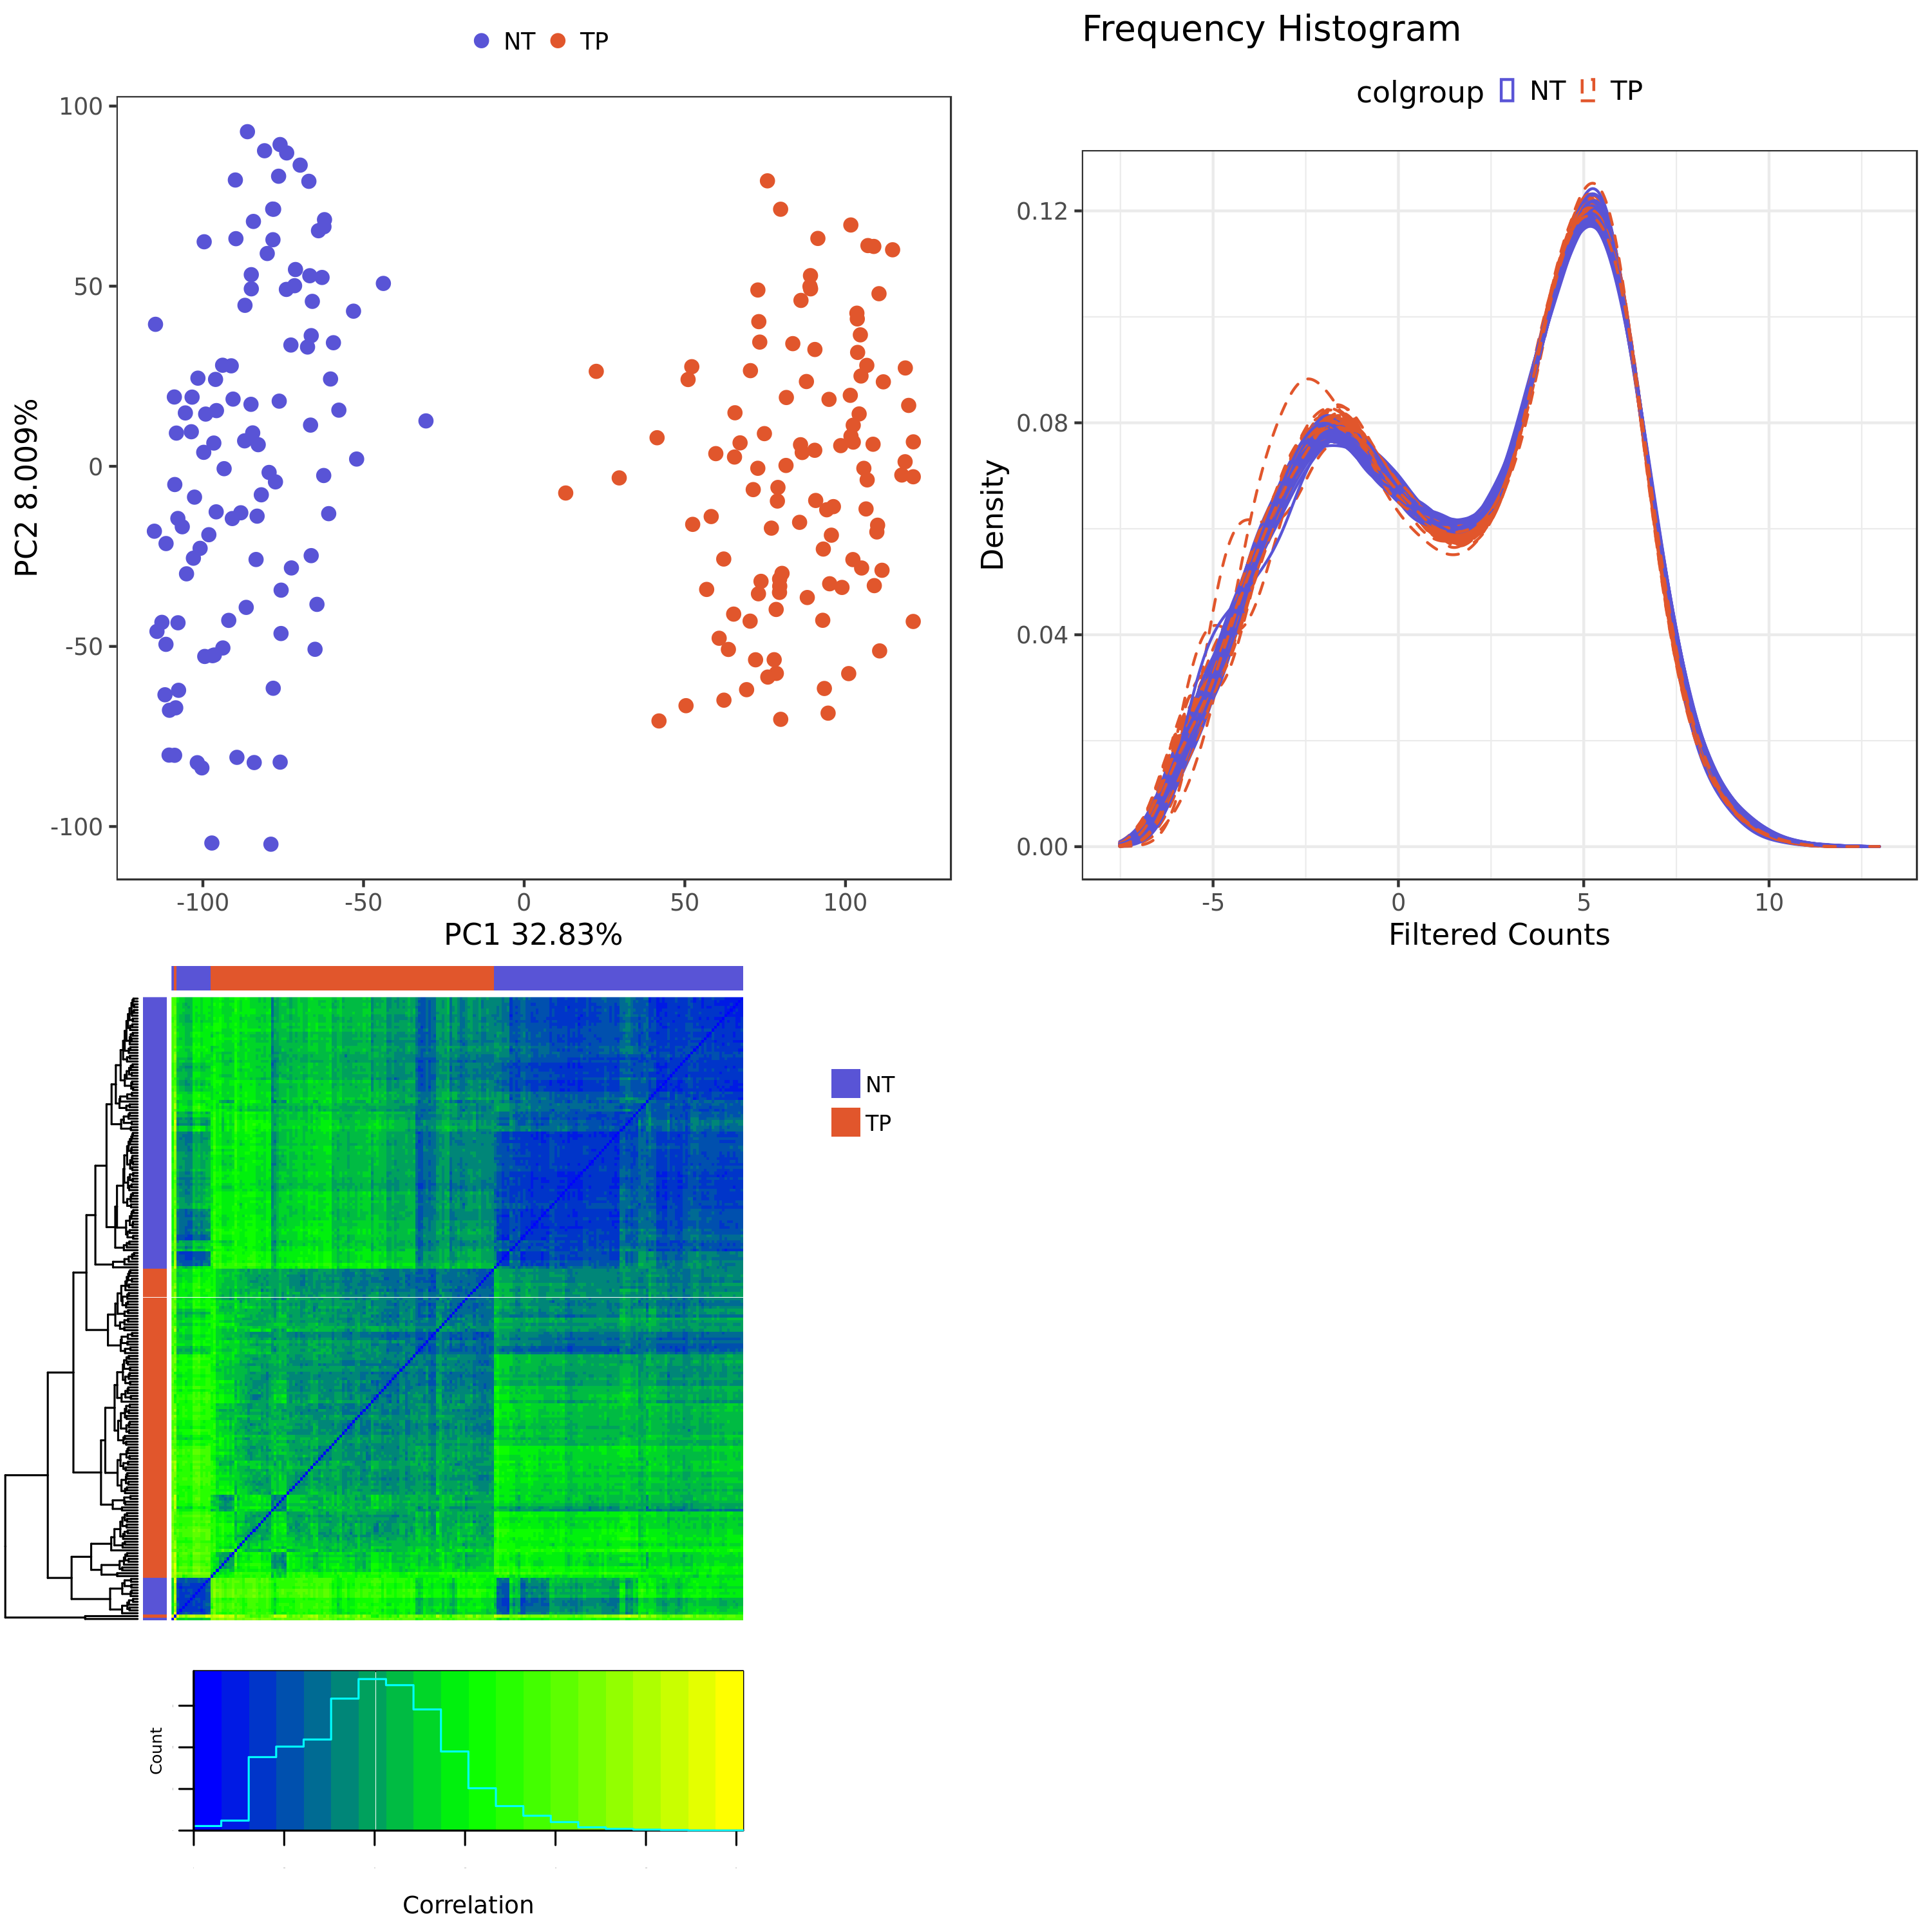 NT TP
100
50
0
-50
-100
PC2 8.009%
-100 -50 0 50 100
PC1 32.83%
Frequency Histogram
colgroup NT TP
0.12
0.08
0.04
0.00
Density
-5 0 5 10
Filtered Counts
NT
TP
Count
Correlation